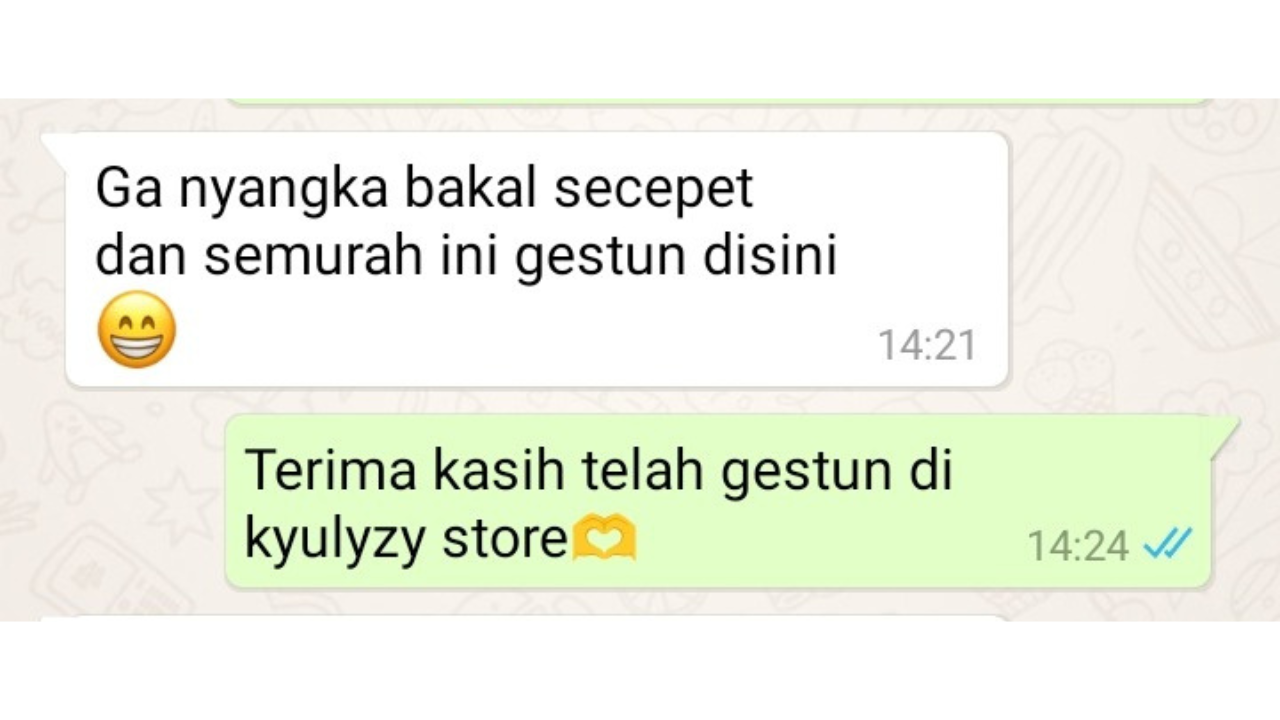 Ga nyangka bakal secepet
dan semurah ini gestun disini
😁
14:21
Terima kasih telah gestun di
kyulyzy store🫶
14:24